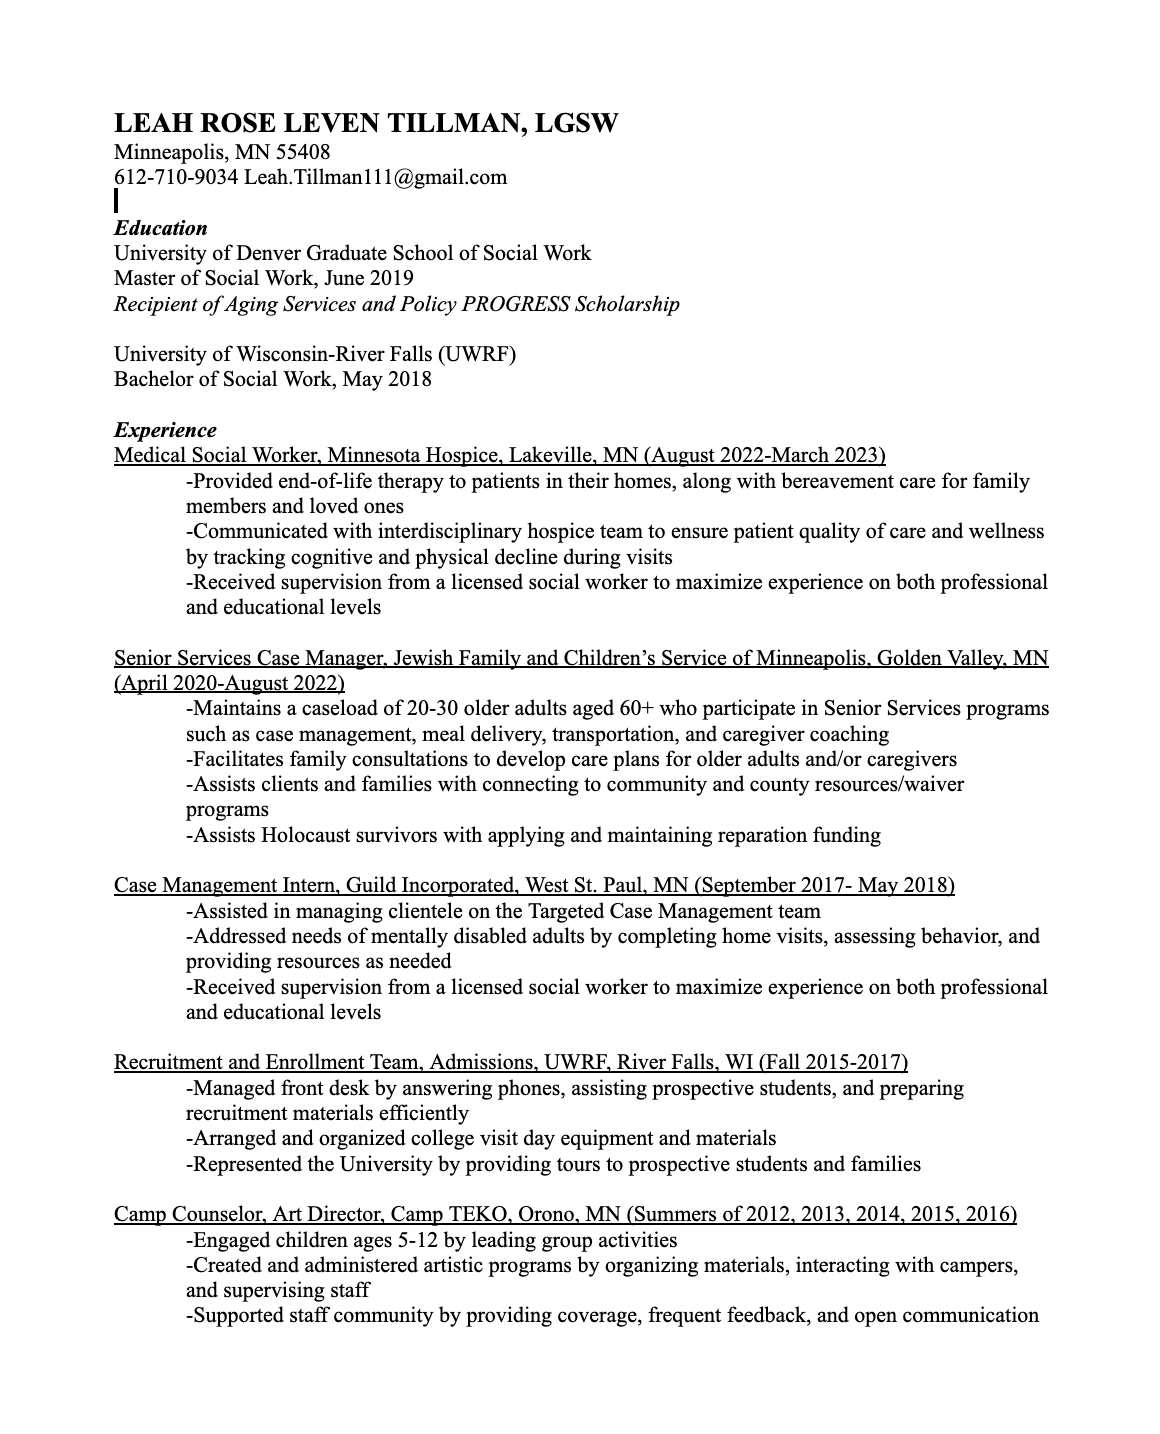 LEAH ROSE LEVEN TILLMAN, LGSW
Minneapolis, MN 55408
612-710-9034 Leah.Tillman111@gmail.com
Education
University of Denver Graduate School of Social Work
Master of Social Work, June 2019
Recipient of Aging Services and Policy PROGRESS Scholarship
University of Wisconsin-River Falls (UWRF)
Bachelor of Social Work, May 2018
Experience
Medical Social Worker, Minnesota Hospice, Lakeville, MN (August 2022-March 2023)
-Provided end-of-life therapy to patients in their homes, along with bereavement care for family
members and loved ones
-Communicated with interdisciplinary hospice team to ensure patient quality of care and wellness
by tracking cognitive and physical decline during visits
-Received supervision from a licensed social worker to maximize experience on both professional
and educational levels
Senior Services Case Manager, Jewish Family and Children’s Service of Minneapolis, Golden Valley, MN
(April 2020-August 2022)
-Maintains a caseload of 20-30 older adults aged 60+ who participate in Senior Services programs
such as case management, meal delivery, transportation, and caregiver coaching
-Facilitates family consultations to develop care plans for older adults and/or caregivers
-Assists clients and families with connecting to community and county resources/waiver
programs
-Assists Holocaust survivors with applying and maintaining reparation funding
Case Management Intern, Guild Incorporated, West St. Paul, MN (September 2017- May 2018)
-Assisted in managing clientele on the Targeted Case Management team
-Addressed needs of mentally disabled adults by completing home visits, assessing behavior, and
providing resources as needed
-Received supervision from a licensed social worker to maximize experience on both professional
and educational levels
Recruitment and Enrollment Team, Admissions, UWRF, River Falls, WI (Fall 2015-2017)
-Managed front desk by answering phones, assisting prospective students, and preparing
recruitment materials efficiently
-Arranged and organized college visit day equipment and materials
-Represented the University by providing tours to prospective students and families
Camp Counselor, Art Director, Camp TEKO, Orono, MN (Summers of 2012, 2013, 2014, 2015, 2016)
-Engaged children ages 5-12 by leading group activities
-Created and administered artistic programs by organizing materials, interacting with campers,
and supervising staff
-Supported staff community by providing coverage, frequent feedback, and open communication